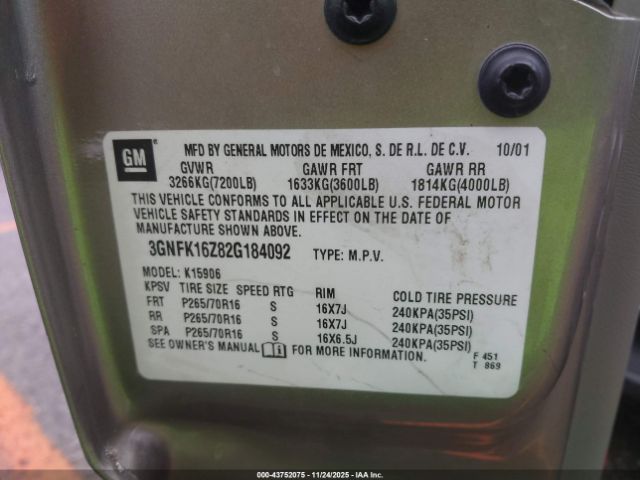 GM
MFD BY GENERAL MOTORS DE MEXICO, S. DE R.L. DE C.V. 10/01
GVWR GAWR FRT GAWR RR
3266KG(7200LB) 1633KG(3600LB) 1814KG(4000LB)
THIS VEHICLE CONFORMS TO ALL APPLICABLE U.S. FEDERAL MOTOR
VEHICLE SAFETY STANDARDS IN EFFECT ON THE DATE OF
MANUFACTURE SHOWN ABOVE.
3GNFK16Z82G184092 TYPE: M.P.V.
MODEL: K15906
KPSV TIRE SIZE SPEED RTG RIM COLD TIRE PRESSURE
FRT P265/70R16 S 16X7J 240KPA(35PSI)
RR P265/70R16 S 16X7J 240KPA(35PSI)
SPA P265/70R16 S 16X6.5J 240KPA(35PSI)
SEE OWNER'S MANUAL FOR MORE INFORMATION.
F 451
T 869
000-43752075 — 11/24/2025 - IAAI.com